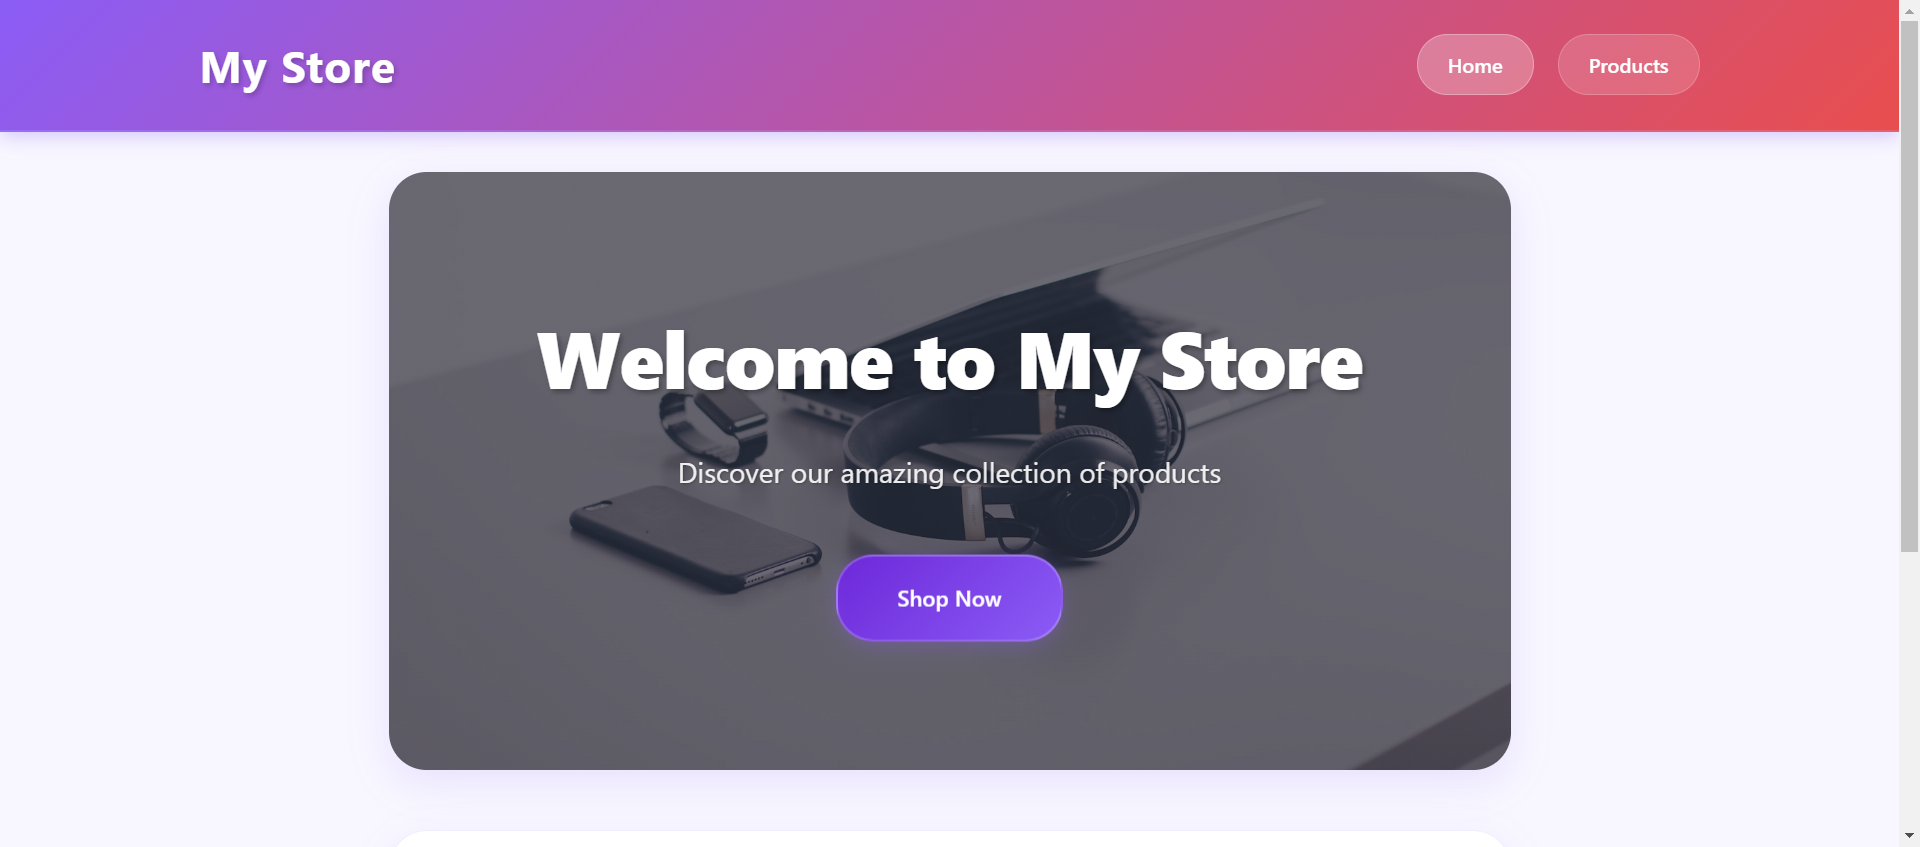 My Store
Home
Products
Welcome to My Store
Discover our amazing collection of products
Shop Now